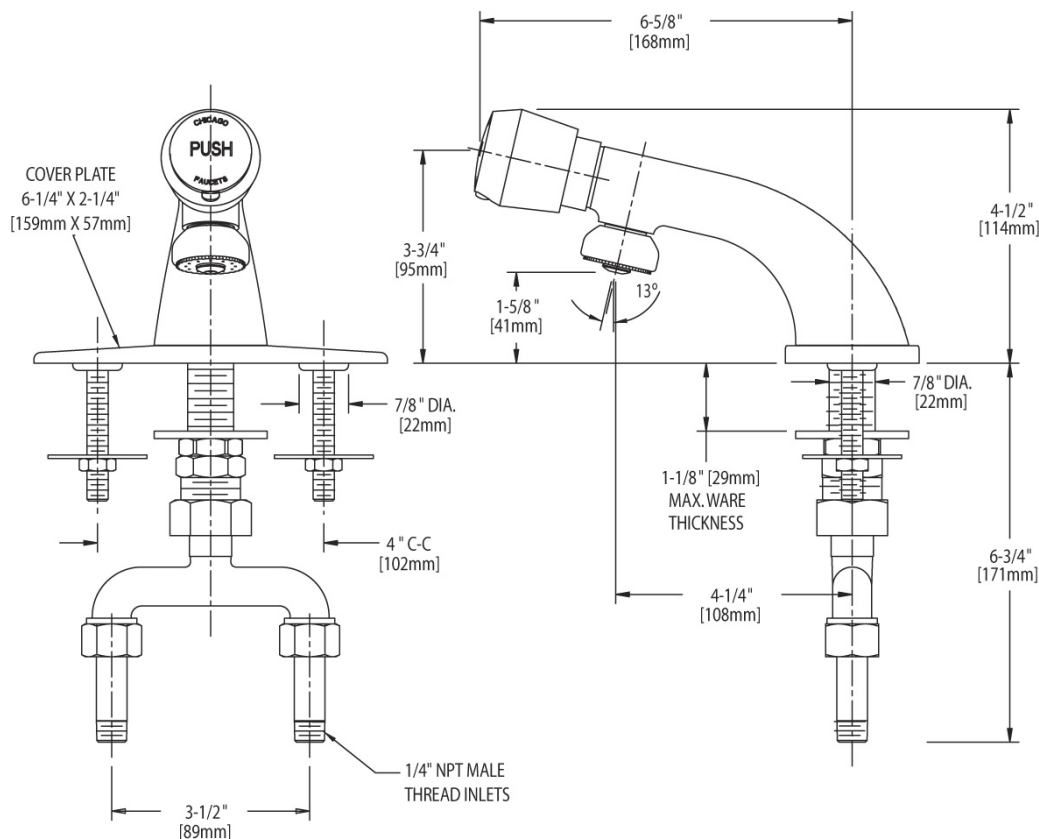 6-5/8"
[168mm]
CHICAGO
PUSH
FAUCETS
COVER PLATE
6-1/4" X 2-1/4"
[159mm X 57mm]
3-3/4"
[95mm]
4-1/2"
[114mm]
1-5/8"
[41mm]
13°
7/8" DIA.
[22mm]
7/8" DIA.
[22mm]
1-1/8" [29mm]
MAX. WARE
THICKNESS
4" C-C
[102mm]
6-3/4"
[171mm]
4-1/4"
[108mm]
1/4" NPT MALE
THREAD INLETS
3-1/2"
[89mm]